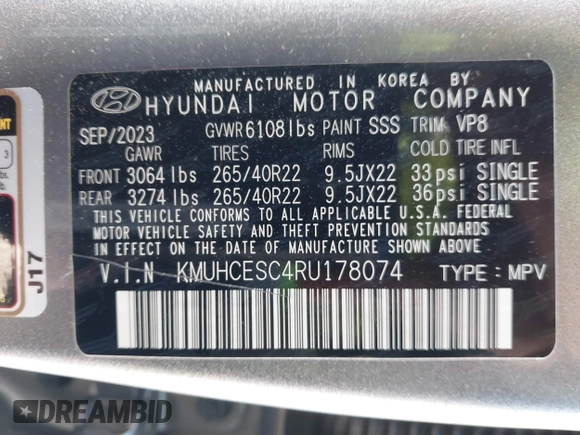 MANUFACTURED IN KOREA BY
HYUNDAI MOTOR COMPANY
SEP/2023 GVWR 6108lbs PAINT SSS TRIM VP8
GAWR TIRES RIMS COLD TIRE INFL
FRONT 3064 lbs 265/40R22 9.5JX22 33psi SINGLE
REAR 3274 lbs 265/40R22 9.5JX22 36psi SINGLE
THIS VEHICLE CONFORMS TO ALL APPLICABLE U.S.A. FEDERAL
MOTOR VEHICLE SAFETY AND THEFT PREVENTION STANDARDS
IN EFFECT ON THE DATE OF MANUFACTURE SHOWN ABOVE
V.I.N KMUHCESC4RU178074 TYPE : MPV
3
J17
DREAMBID